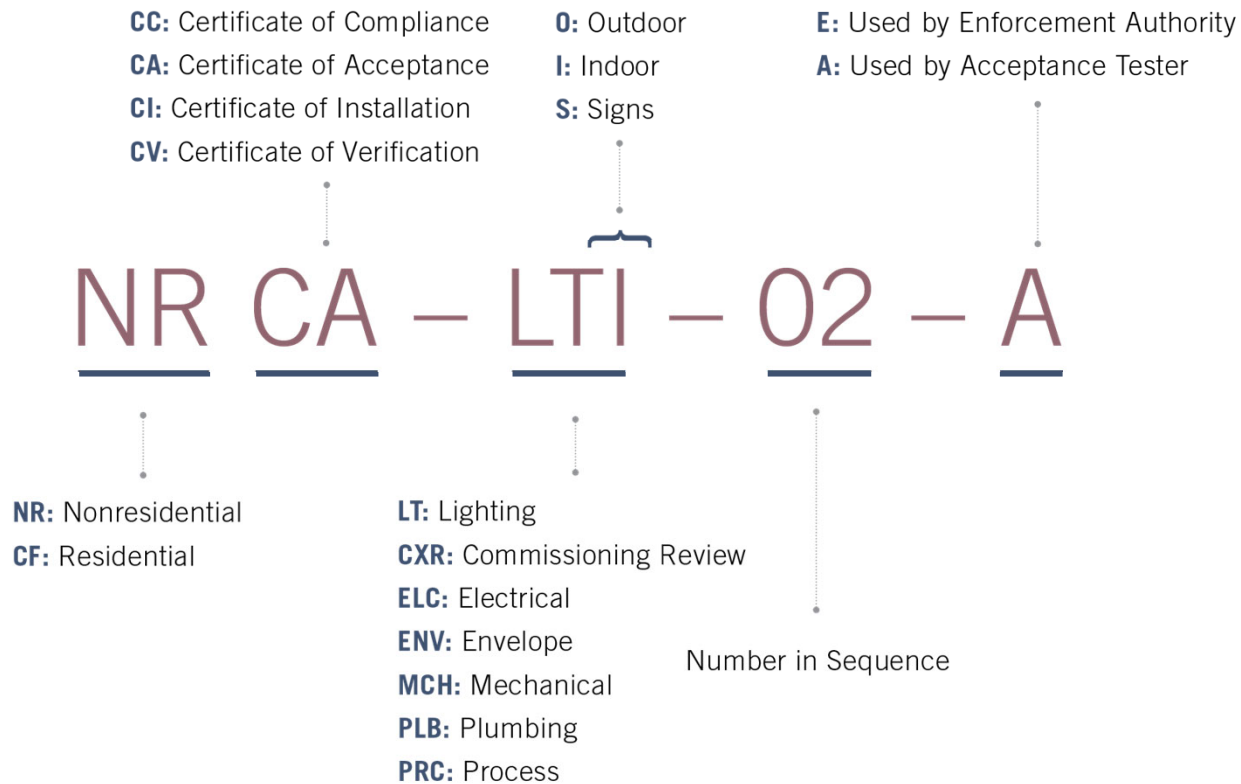 CC: Certificate of Compliance
CA: Certificate of Acceptance
CI: Certificate of Installation
CV: Certificate of Verification
O: Outdoor
I: Indoor
S: Signs
E: Used by Enforcement Authority
A: Used by Acceptance Tester
NR CA – LTI – 02 – A
NR: Nonresidential
CF: Residential
LT: Lighting
CXR: Commissioning Review
ELC: Electrical
ENV: Envelope
MCH: Mechanical
PLB: Plumbing
PRC: Process
Number in Sequence